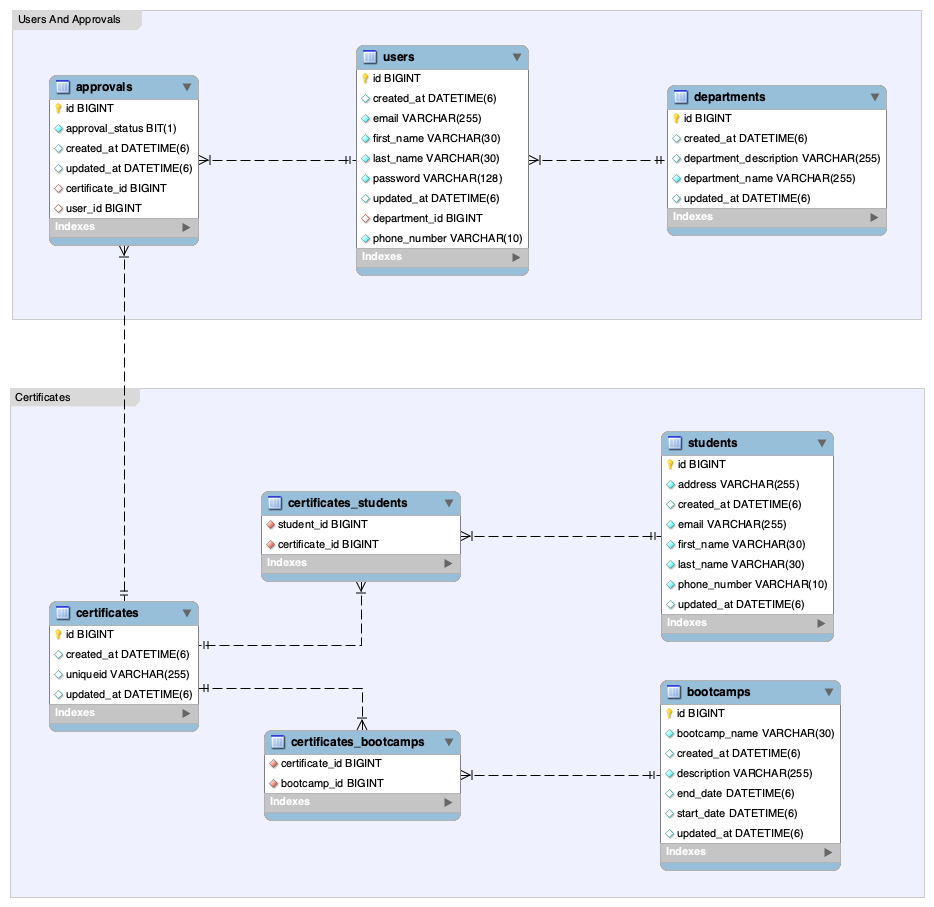 Users And Approvals
approvals
id BIGINT
approval_status BIT(1)
created_at DATETIME(6)
updated_at DATETIME(6)
certificate_id BIGINT
user_id BIGINT
Indexes
users
id BIGINT
created_at DATETIME(6)
email VARCHAR(255)
first_name VARCHAR(30)
last_name VARCHAR(30)
password VARCHAR(128)
updated_at DATETIME(6)
department_id BIGINT
phone_number VARCHAR(10)
Indexes
departments
id BIGINT
created_at DATETIME(6)
department_description VARCHAR(255)
department_name VARCHAR(255)
updated_at DATETIME(6)
Indexes
Certificates
certificates
id BIGINT
created_at DATETIME(6)
uniqueid VARCHAR(255)
updated_at DATETIME(6)
Indexes
certificates_students
student_id BIGINT
certificate_id BIGINT
Indexes
students
id BIGINT
address VARCHAR(255)
created_at DATETIME(6)
email VARCHAR(255)
first_name VARCHAR(30)
last_name VARCHAR(30)
phone_number VARCHAR(10)
updated_at DATETIME(6)
Indexes
certificates_bootcamps
certificate_id BIGINT
bootcamp_id BIGINT
Indexes
bootcamps
id BIGINT
bootcamp_name VARCHAR(30)
created_at DATETIME(6)
description VARCHAR(255)
end_date DATETIME(6)
start_date DATETIME(6)
updated_at DATETIME(6)
Indexes